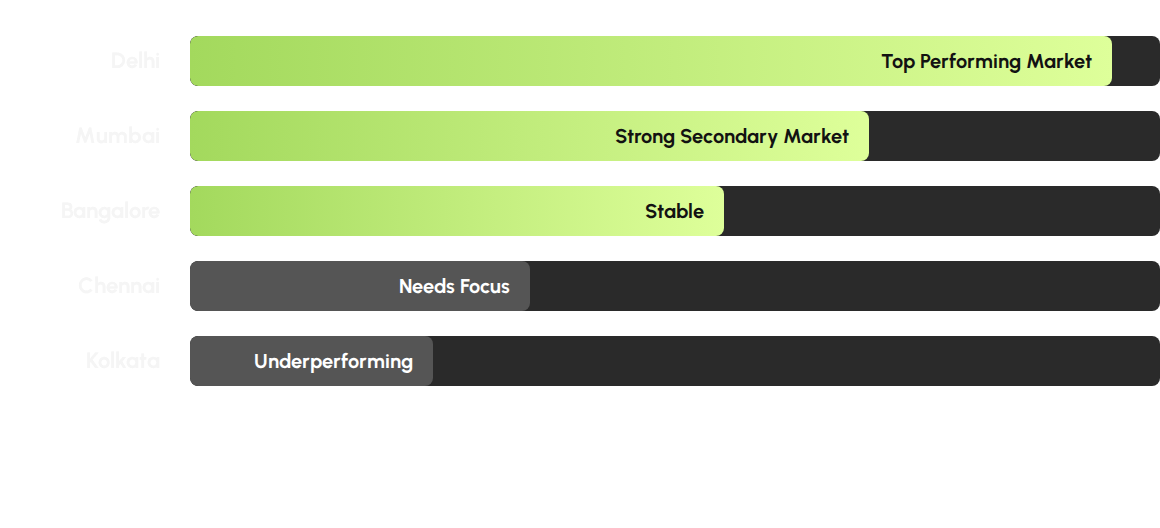 Delhi Top Performing Market
Mumbai Strong Secondary Market
Bangalore Stable
Chennai Needs Focus
Kolkata Underperforming